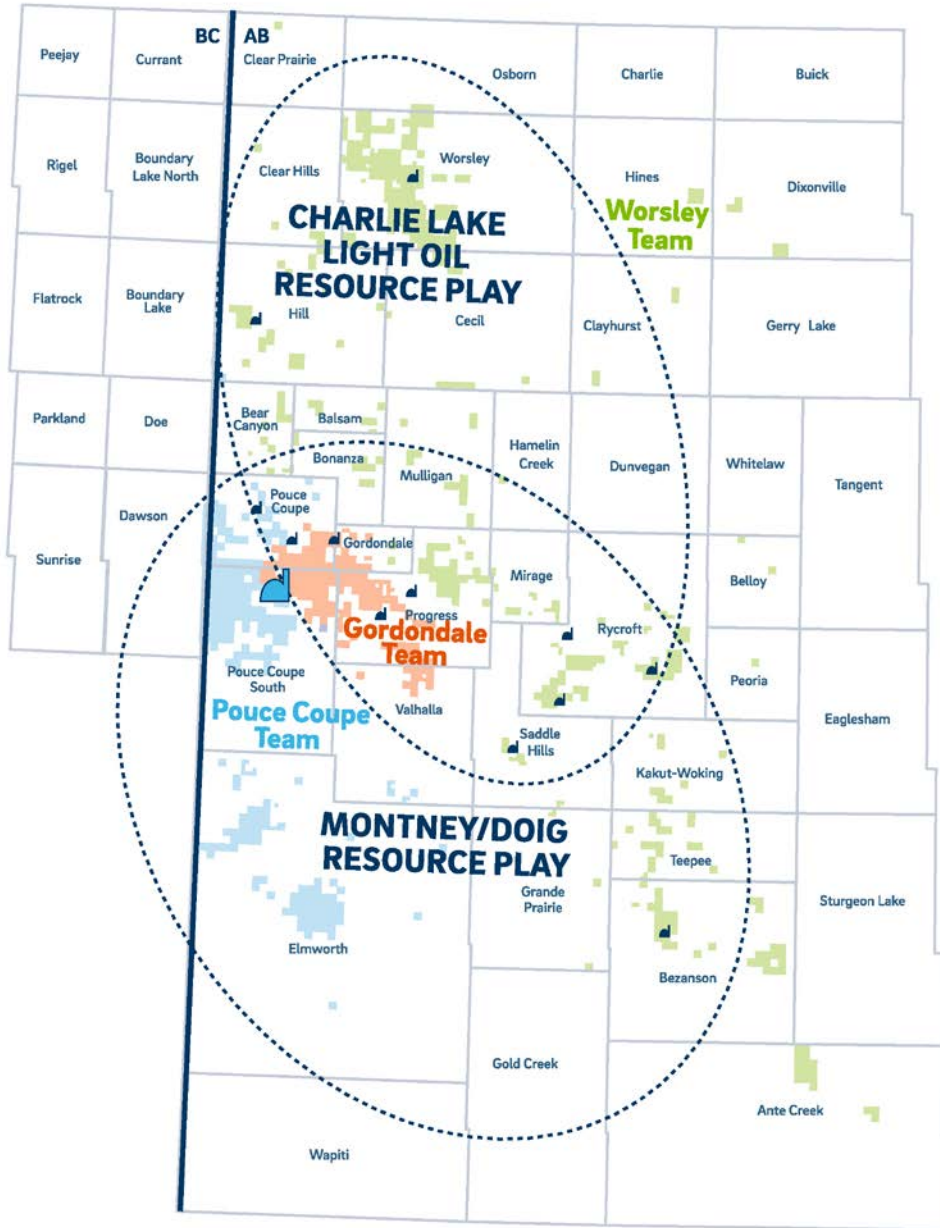 BC AB
Peejay
Currant
Clear Prairie
Osborn
Charlie
Buick
Rigel
Boundary
Lake North
Clear Hills
Worsley
Hines
Dixonville
CHARLIE LAKE
LIGHT OIL
RESOURCE PLAY
Worsley
Team
Flatrock
Boundary
Lake
Hill
Cecil
Clayhurst
Gerry Lake
Parkland
Doe
Bear
Canyon
Balsam
Bonanza
Mulligan
Hamelin
Creek
Dunvegan
Whitelaw
Tangent
Sunrise
Dawson
Pouce
Coupe
Gordondale
Mirage
Belloy
Progress
Gordondale
Team
Rycroft
Peoria
Pouce Coupe
South
Pouce Coupe
Team
Valhalla
Saddle
Hills
Eaglesham
Kakut-Woking
MONTNEY/DOIG
RESOURCE PLAY
Teepee
Grande
Prairie
Sturgeon Lake
Elmworth
Bezanson
Gold Creek
Ante Creek
Wapiti